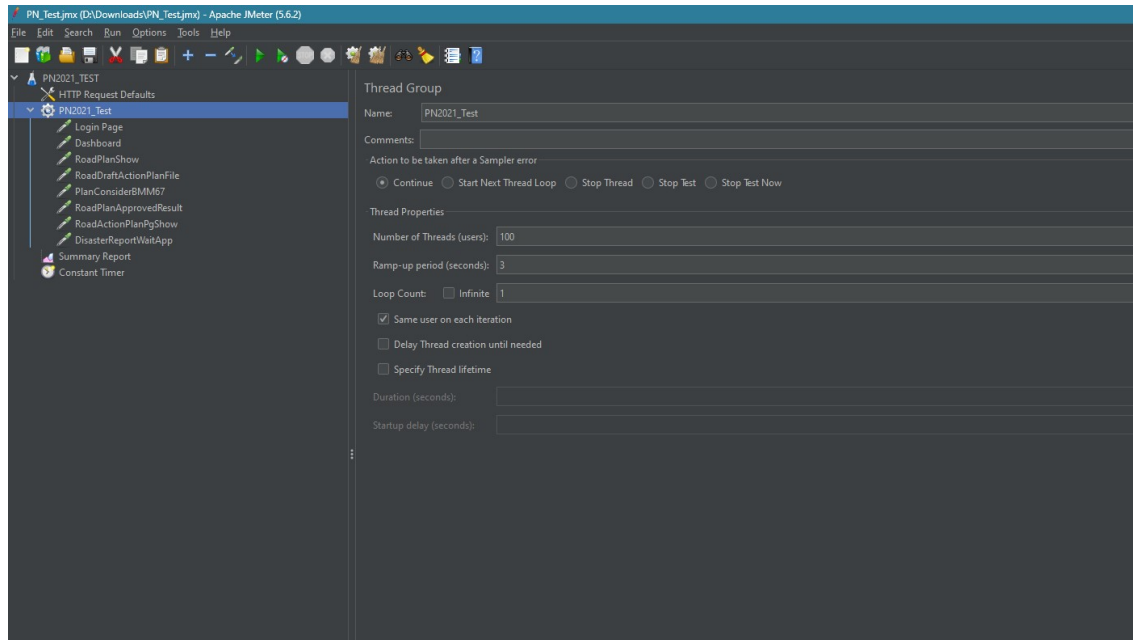 PN_Test.jmx (D:\Downloads\PN_Test.jmx) - Apache JMeter (5.6.2)
File Edit Search Run Options Tools Help
PN2021_TEST
HTTP Request Defaults
PN2021_Test
Login Page
Dashboard
RoadPlanShow
RoadDraftActionPlanFile
PlanConsiderBMM67
RoadPlanApprovedResult
RoadActionPlanPgShow
DisasterReportWaitApp
Summary Report
Constant Timer
Thread Group
Name: PN2021_Test
Comments:
Action to be taken after a Sampler error
Continue Start Next Thread Loop Stop Thread Stop Test Stop Test Now
Thread Properties
Number of Threads (users): 100
Ramp-up period (seconds): 3
Loop Count: Infinite 1
Same user on each iteration
Delay Thread creation until needed
Specify Thread lifetime
Duration (seconds):
Startup delay (seconds):